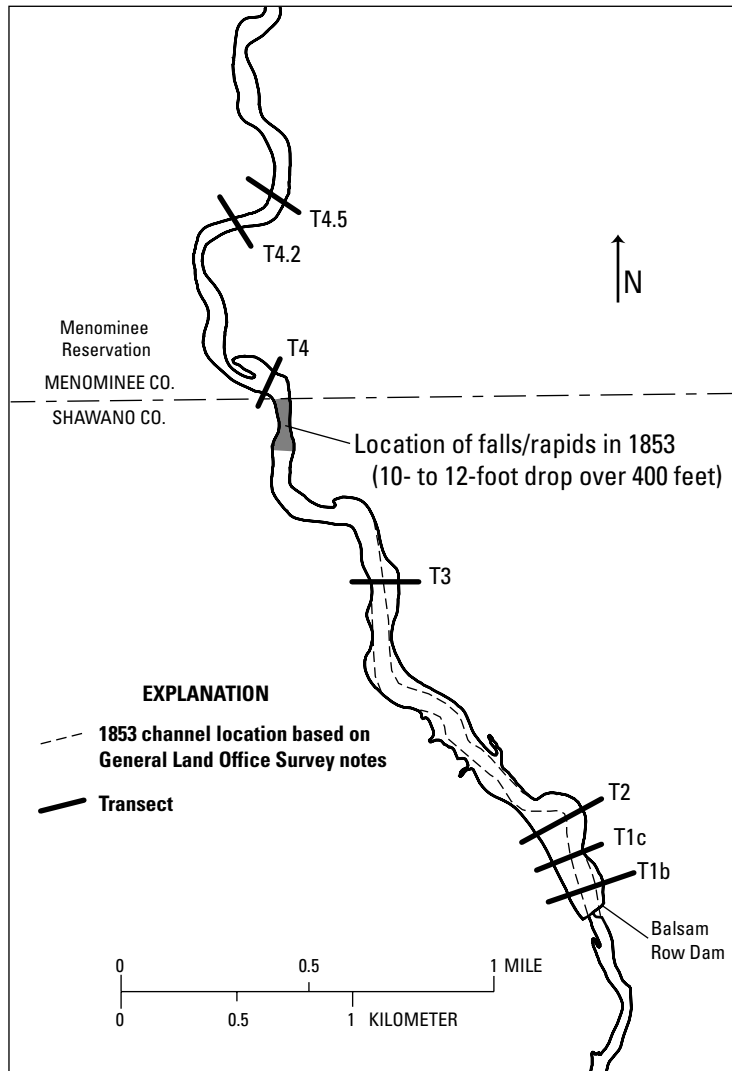 T4.5
T4.2
N
Menominee
Reservation
T4
MENOMINEE CO.
SHAWANO CO.
Location of falls/rapids in 1853
(10- to 12-foot drop over 400 feet)
T3
EXPLANATION
1853 channel location based on
General Land Office Survey notes
Transect
T2
T1c
T1b
Balsam
Row Dam
0 0.5 1 MILE
0 0.5 1 KILOMETER